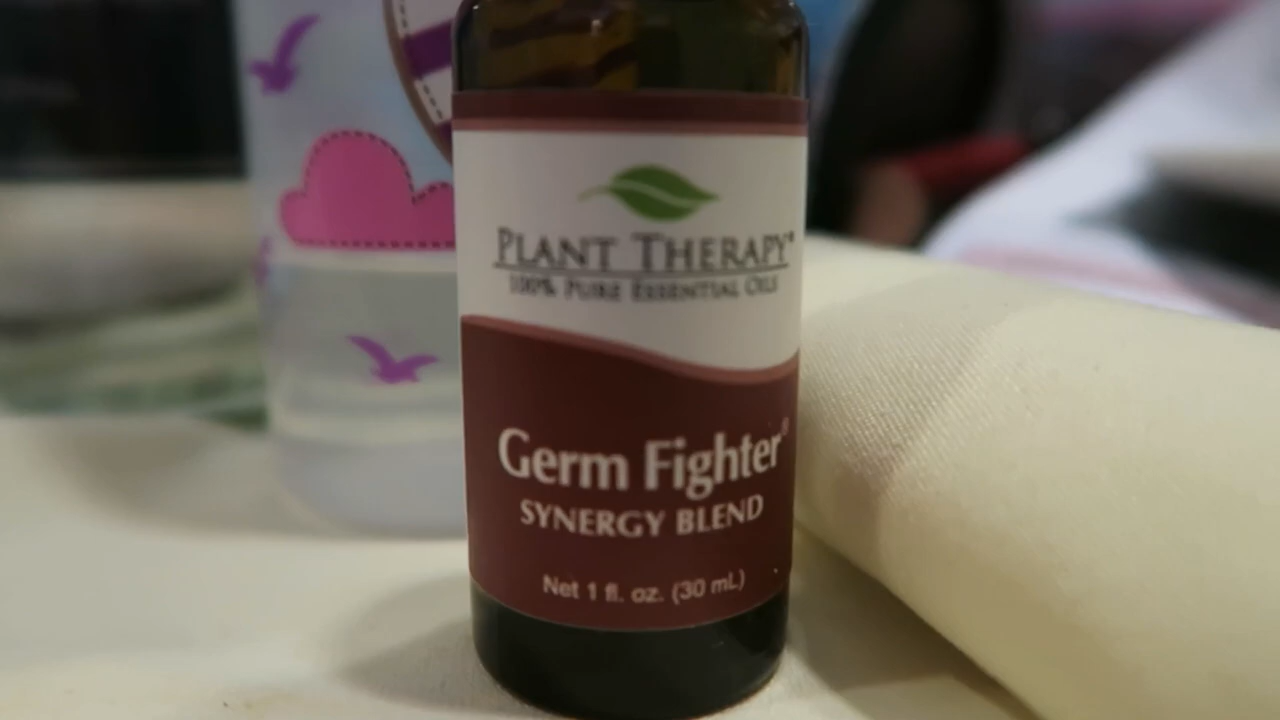 PLANT THERAPY®
100% PURE ESSENTIAL OILS
Germ Fighter®
SYNERGY BLEND
Net 1 fl. oz. (30 mL)